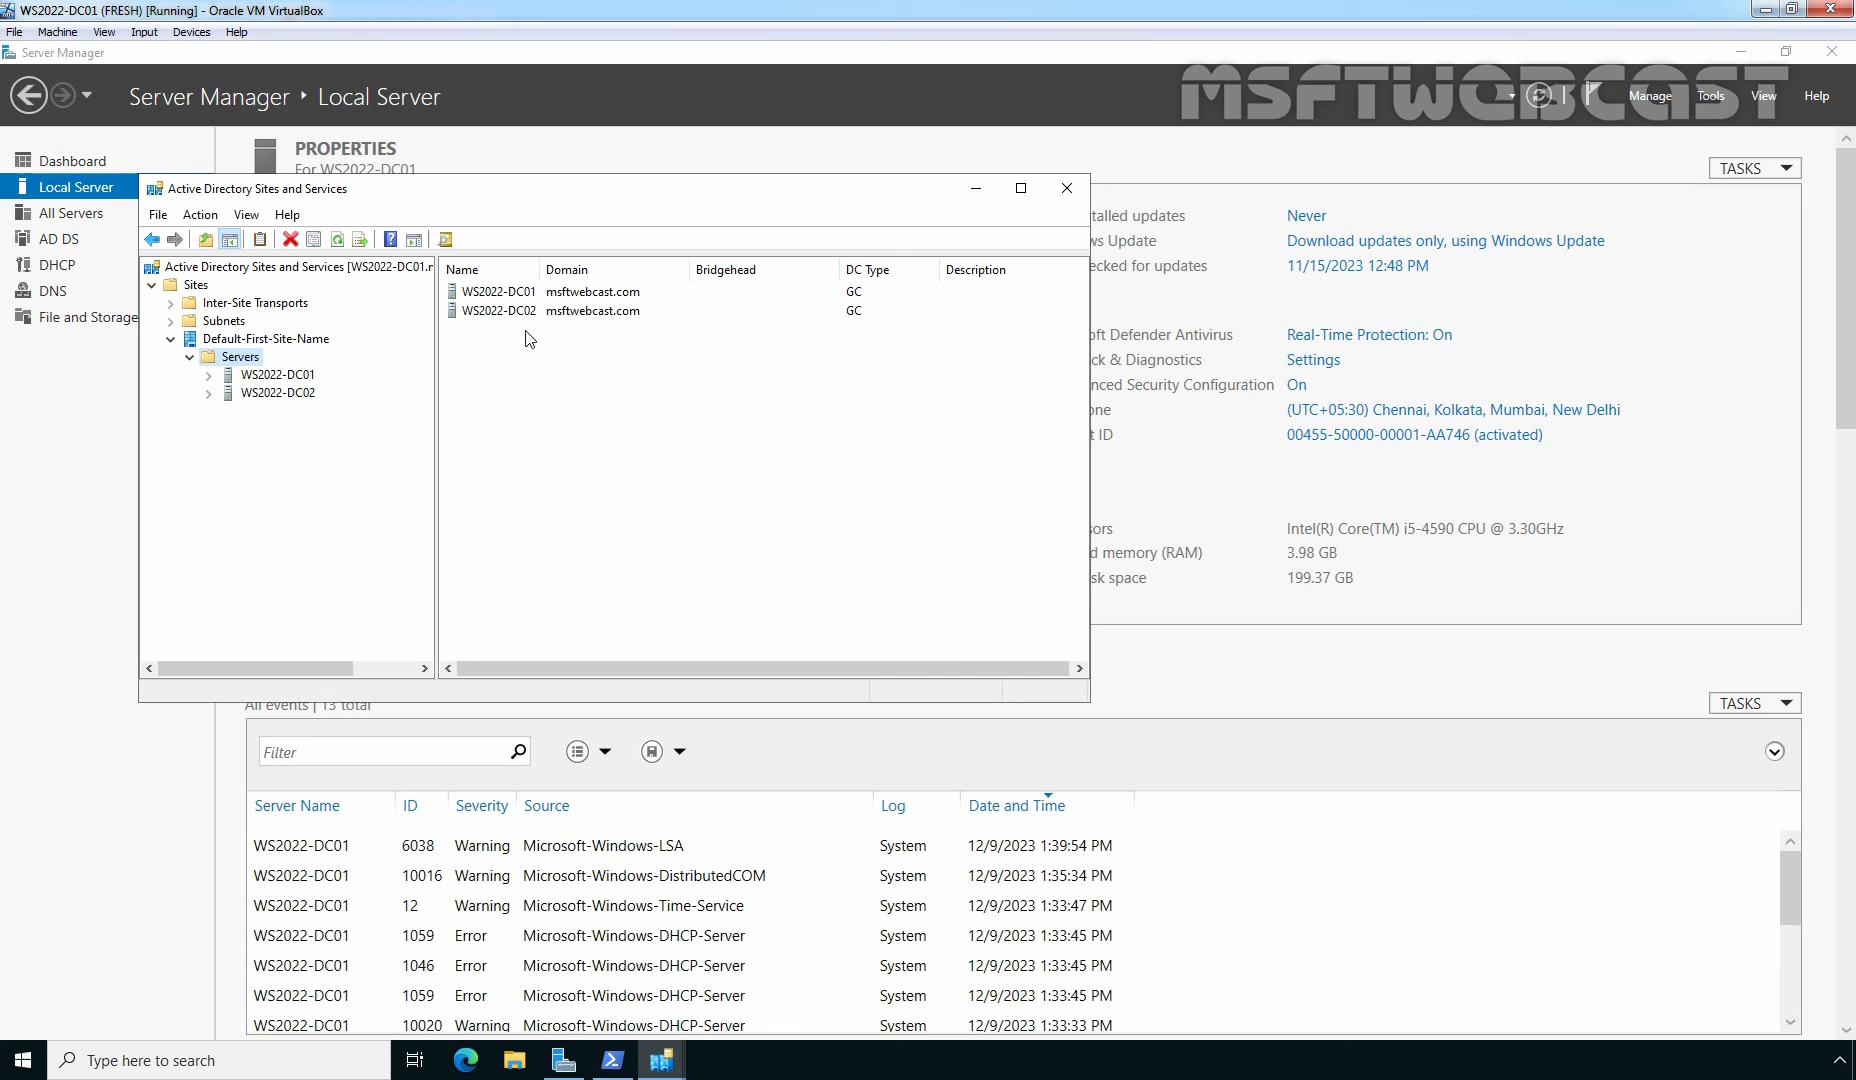 WS2022-DC01 (FRESH) [Running] - Oracle VM VirtualBox
File Machine View Input Devices Help
Server Manager
Server Manager ‣ Local Server
MSFTWEBCAST
Manage Tools View Help
Dashboard
Local Server
All Servers
AD DS
DHCP
DNS
File and Storage
PROPERTIES
For WS2022-DC01
TASKS
Active Directory Sites and Services
File Action View Help
Active Directory Sites and Services [WS2022-DC01.r
Sites
Inter-Site Transports
Subnets
Default-First-Site-Name
Servers
WS2022-DC01
WS2022-DC02
Name Domain Bridgehead DC Type Description
WS2022-DC01 msftwebcast.com GC
WS2022-DC02 msftwebcast.com GC
talled updates Never
ws Update Download updates only, using Windows Update
ecked for updates 11/15/2023 12:48 PM
oft Defender Antivirus Real-Time Protection: On
ck & Diagnostics Settings
nced Security Configuration On
one (UTC+05:30) Chennai, Kolkata, Mumbai, New Delhi
t ID 00455-50000-00001-AA746 (activated)
sors Intel(R) Core(TM) i5-4590 CPU @ 3.30GHz
d memory (RAM) 3.98 GB
sk space 199.37 GB
All events | 13 total
TASKS
Filter
Server Name ID Severity Source Log Date and Time
WS2022-DC01 6038 Warning Microsoft-Windows-LSA System 12/9/2023 1:39:54 PM
WS2022-DC01 10016 Warning Microsoft-Windows-DistributedCOM System 12/9/2023 1:35:34 PM
WS2022-DC01 12 Warning Microsoft-Windows-Time-Service System 12/9/2023 1:33:47 PM
WS2022-DC01 1059 Error Microsoft-Windows-DHCP-Server System 12/9/2023 1:33:45 PM
WS2022-DC01 1046 Error Microsoft-Windows-DHCP-Server System 12/9/2023 1:33:45 PM
WS2022-DC01 1059 Error Microsoft-Windows-DHCP-Server System 12/9/2023 1:33:45 PM
WS2022-DC01 10020 Warning Microsoft-Windows-DHCP-Server System 12/9/2023 1:33:33 PM
Type here to search